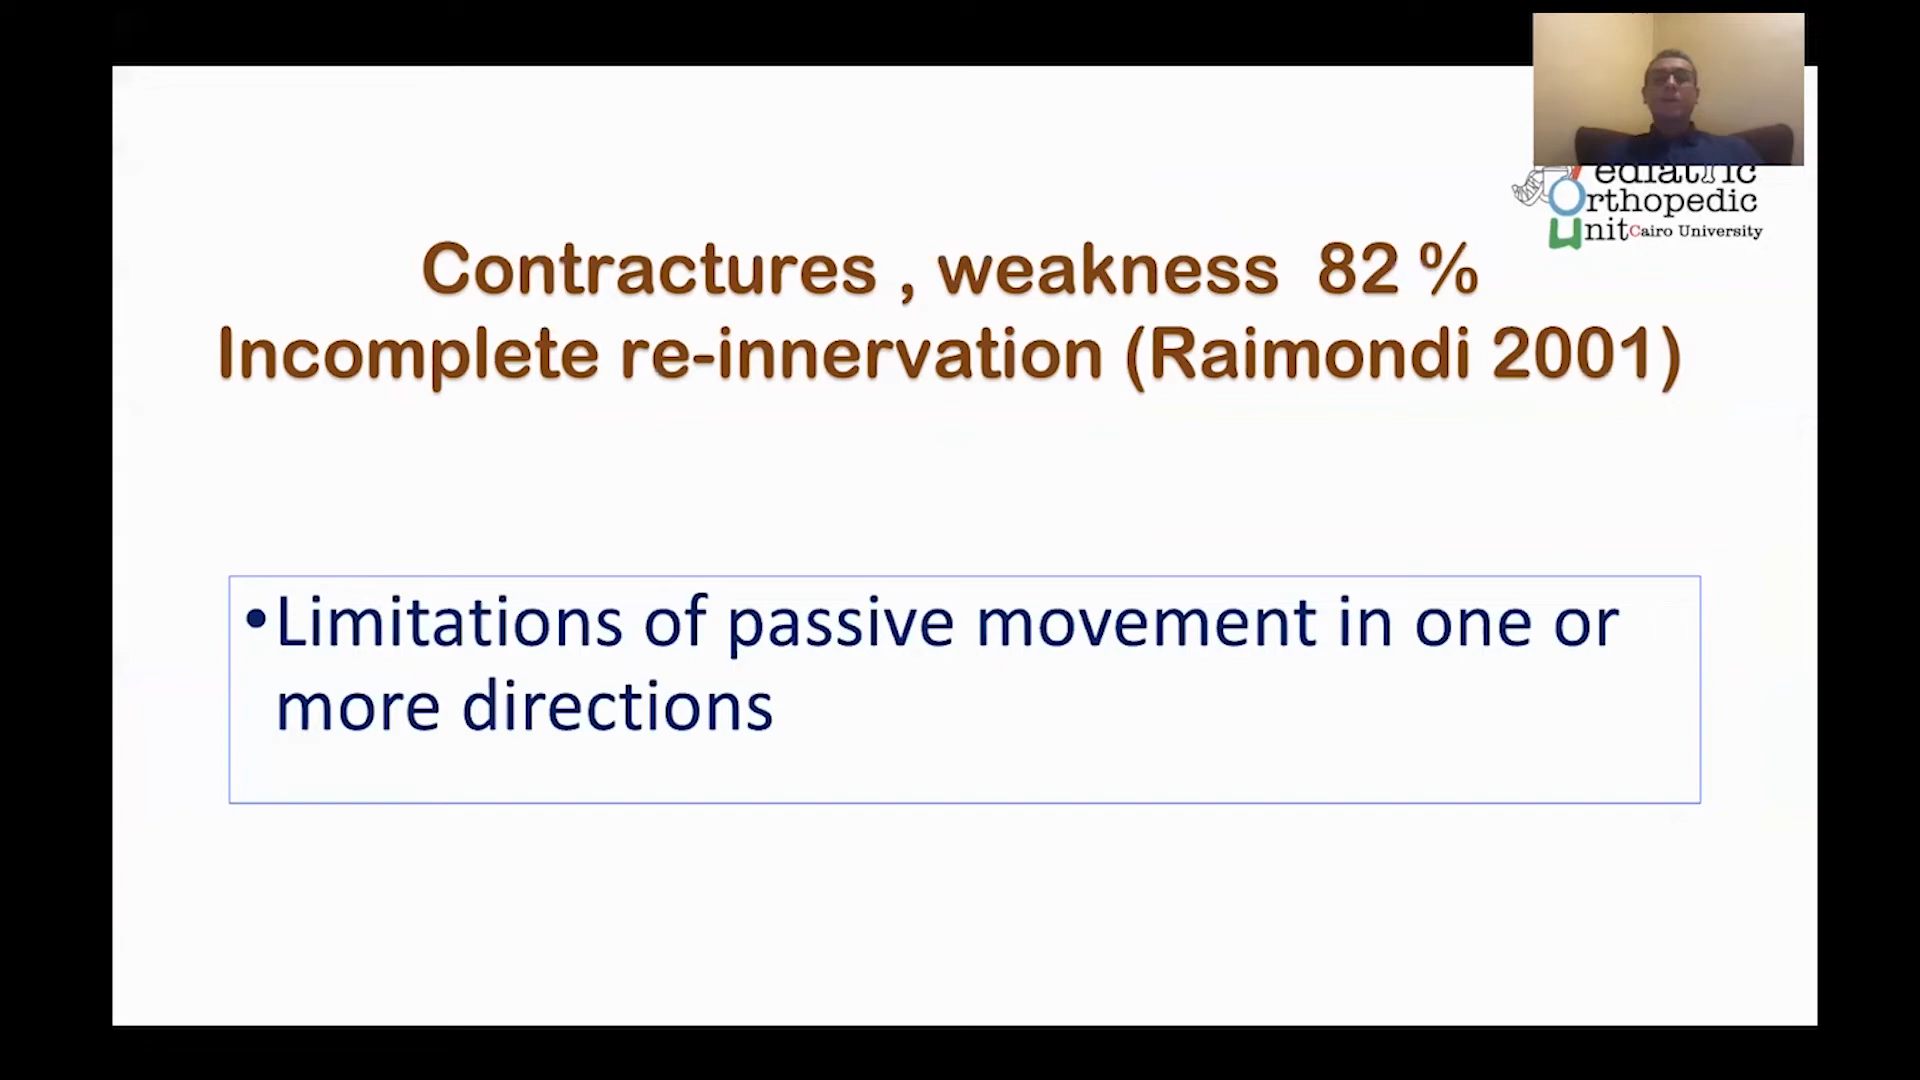 ediatric
Orthopedic
Unit Cairo University
Contractures , weakness 82 %
Incomplete re-innervation (Raimondi 2001)
•Limitations of passive movement in one or
more directions